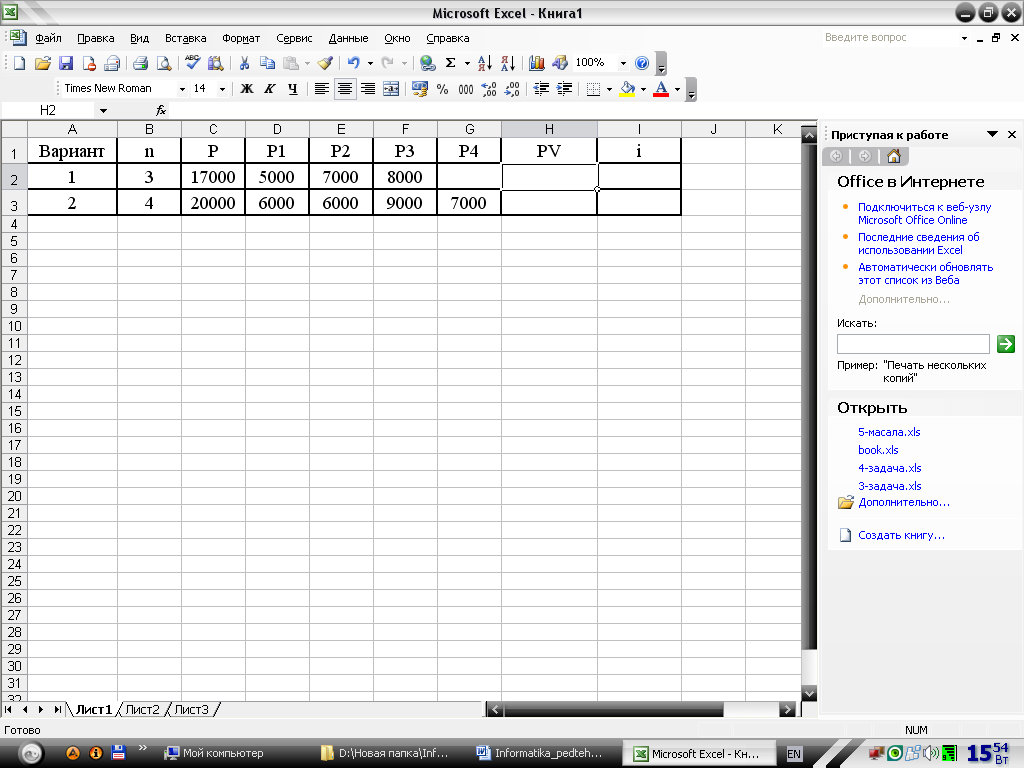 Microsoft Excel - Книга1
Файл Правка Вид Вставка Формат Сервис Данные Окно Справка Введите вопрос
100%
Times New Roman 14 Ж К Ч % 000
H2 fx
A B C D E F G H I J K
1 Вариант n P P1 P2 P3 P4 PV i
2 1 3 17000 5000 7000 8000
3 2 4 20000 6000 6000 9000 7000
4
5
6
7
8
9
10
11
12
13
14
15
16
17
18
19
20
21
22
23
24
25
26
27
28
29
30
31
32
Приступая к работе
Office в Интернете
Подключиться к веб-узлу
Microsoft Office Online
Последние сведения об
использовании Excel
Автоматически обновлять
этот список из Веба
Дополнительно...
Искать:
Пример: "Печать нескольких
копий"
Открыть
5-масала.xls
book.xls
4-задача.xls
3-задача.xls
Дополнительно...
Создать книгу...
Лист1 Лист2 Лист3
Готово NUM
Мой компьютер D:\Новая папка\Inf... Informatika_pedteh... Microsoft Excel - Кн... EN 15 54 Вт